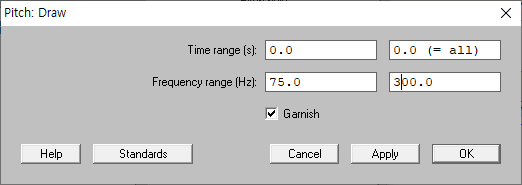 Pitch: Draw
Time range (s): 0.0 0.0 (= all)
Frequency range (Hz): 75.0 300.0
Garnish
Help Standards Cancel Apply OK